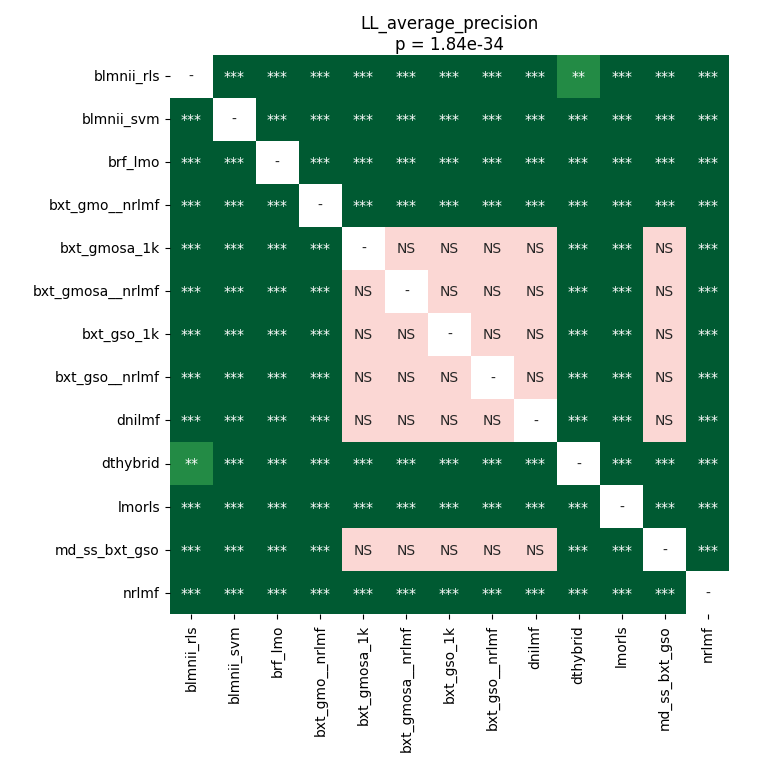 LL_average_precision
p = 1.84e-34
blmnii_rls - *** *** *** *** *** *** *** *** ** *** *** ***
blmnii_svm *** - *** *** *** *** *** *** *** *** *** *** ***
brf_lmo *** *** - *** *** *** *** *** *** *** *** *** ***
bxt_gmo__nrlmf *** *** *** - *** *** *** *** *** *** *** *** ***
bxt_gmosa_1k *** *** *** *** - NS NS NS NS *** *** NS ***
bxt_gmosa__nrlmf *** *** *** *** NS - NS NS NS *** *** NS ***
bxt_gso_1k *** *** *** *** NS NS - NS NS *** *** NS ***
bxt_gso__nrlmf *** *** *** *** NS NS NS - NS *** *** NS ***
dnilmf *** *** *** *** NS NS NS NS - *** *** NS ***
dthybrid ** *** *** *** *** *** *** *** *** - *** *** ***
lmorls *** *** *** *** *** *** *** *** *** *** - *** ***
md_ss_bxt_gso *** *** *** *** NS NS NS NS NS *** *** - ***
nrlmf *** *** *** *** *** *** *** *** *** *** *** *** -
blmnii_rls
blmnii_svm
brf_lmo
bxt_gmo__nrlmf
bxt_gmosa_1k
bxt_gmosa__nrlmf
bxt_gso_1k
bxt_gso__nrlmf
dnilmf
dthybrid
lmorls
md_ss_bxt_gso
nrlmf